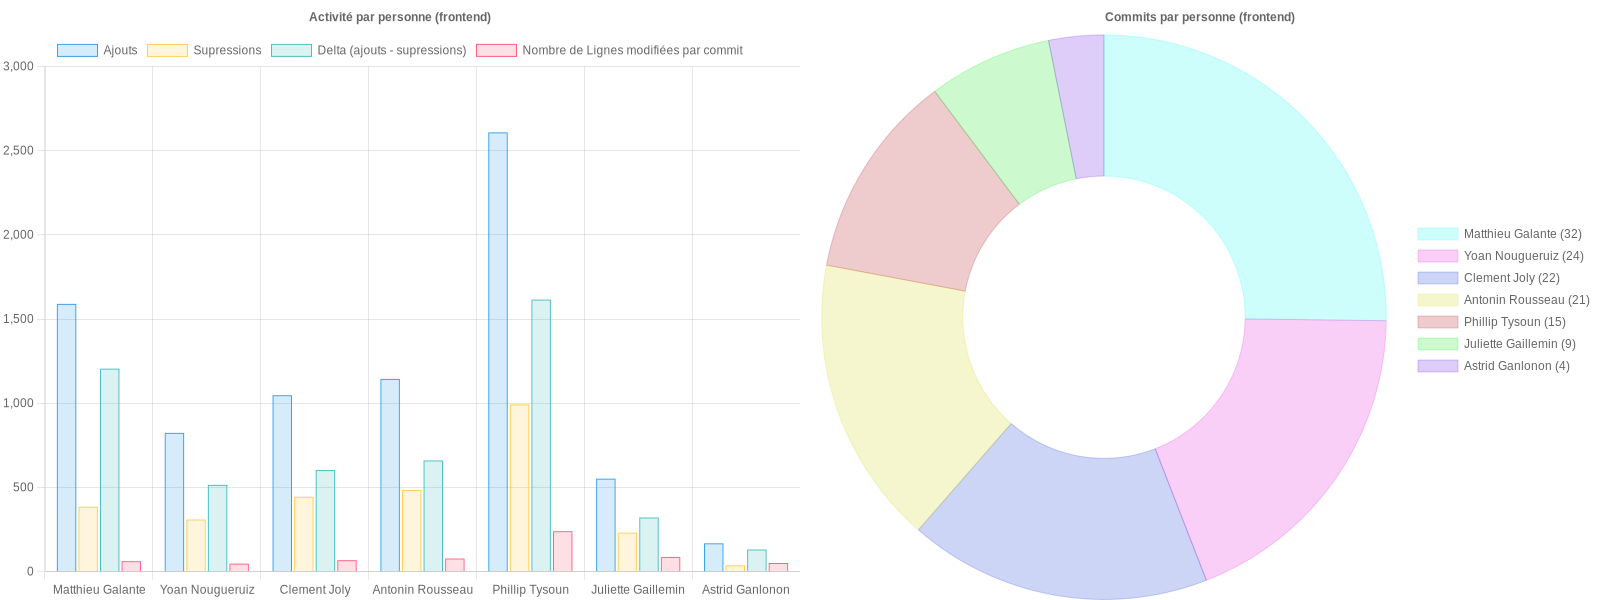 Activité par personne (frontend)
Ajouts
Supressions
Delta (ajouts - supressions)
Nombre de Lignes modifiées par commit
3,000
2,500
2,000
1,500
1,000
500
0
Matthieu Galante
Yoan Nougueruiz
Clement Joly
Antonin Rousseau
Phillip Tysoun
Juliette Gaillemin
Astrid Ganlonon
Commits par personne (frontend)
Matthieu Galante (32)
Yoan Nougueruiz (24)
Clement Joly (22)
Antonin Rousseau (21)
Phillip Tysoun (15)
Juliette Gaillemin (9)
Astrid Ganlonon (4)